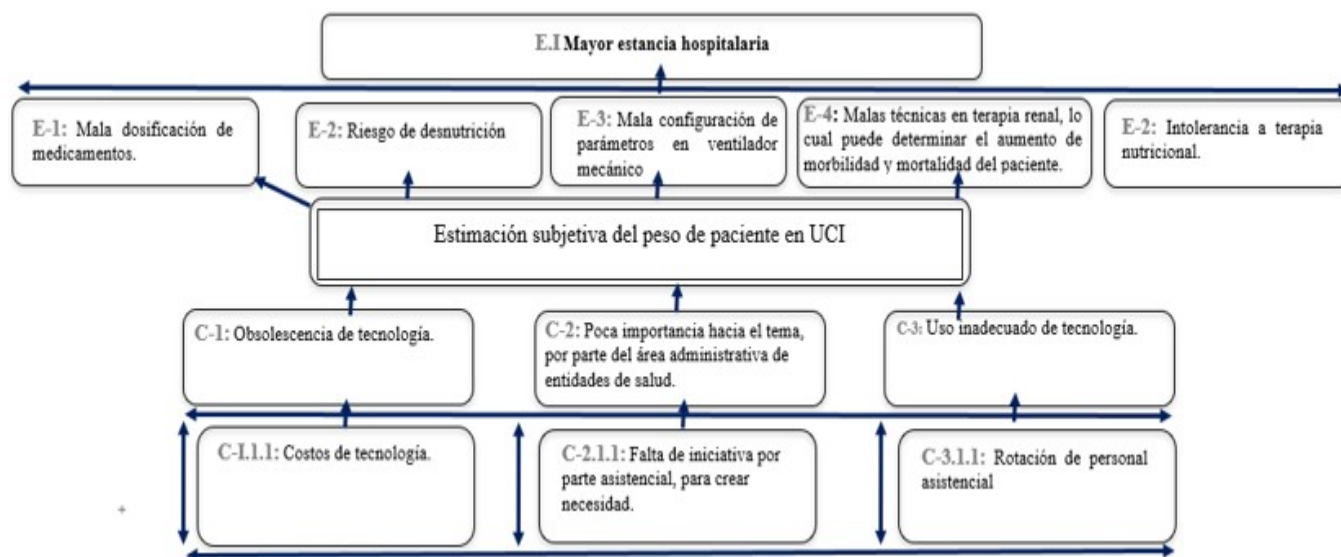 E.I Mayor estancia hospitalaria
E-1: Mala dosificación de
medicamentos.
E-2: Riesgo de desnutrición
E-3: Mala configuración de
parámetros en ventilador
mecánico
E-4: Malas técnicas en terapia renal, lo
cual puede determinar el aumento de
morbilidad y mortalidad del paciente.
E-2: Intolerancia a terapia
nutricional.
Estimación subjetiva del peso de paciente en UCI
C-1: Obsolescencia de tecnología.
C-2: Poca importancia hacia el tema,
por parte del área administrativa de
entidades de salud.
C-3: Uso inadecuado de tecnología.
C-I.1.1: Costos de tecnología.
C-2.1.1: Falta de iniciativa por
parte asistencial, para crear
necesidad.
C-3.1.1: Rotación de personal
asistencial